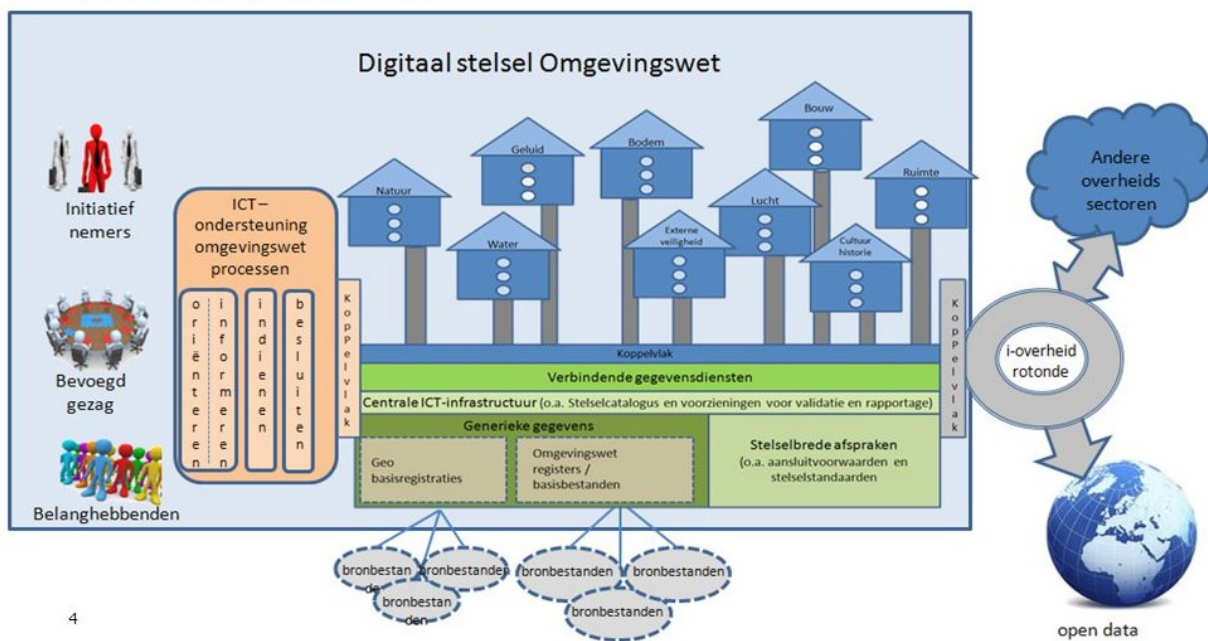 Digitaal stelsel Omgevingswet
Initiatief
nemers
Bevoegd
gezag
Belanghebbenden
ICT–
ondersteuning
omgevingswet
processen
oriënteren
informeren
indienen
besluiten
Koppelvlak
Natuur
Geluid
Water
Bodem
Externe
veiligheid
Lucht
Bouw
Cultuur
historie
Ruimte
Koppelvlak
Verbindende gegevensdiensten
Centrale ICT-infrastructuur (o.a. Stelselcatalogus en voorzieningen voor validatie en rapportage)
Generieke gegevens
Geo
basisregistraties
Omgevingswet
registers /
basisbestanden
Stelselbrede afspraken
(o.a. aansluitvoorwaarden en
stelselstandaarden
Koppelvlak
Andere
overheids
sectoren
i-overheid
rotonde
open data
bronbestan
de
bronbestanden
bronbestan
den
bronbestanden
bronbestanden
bronbestanden
4